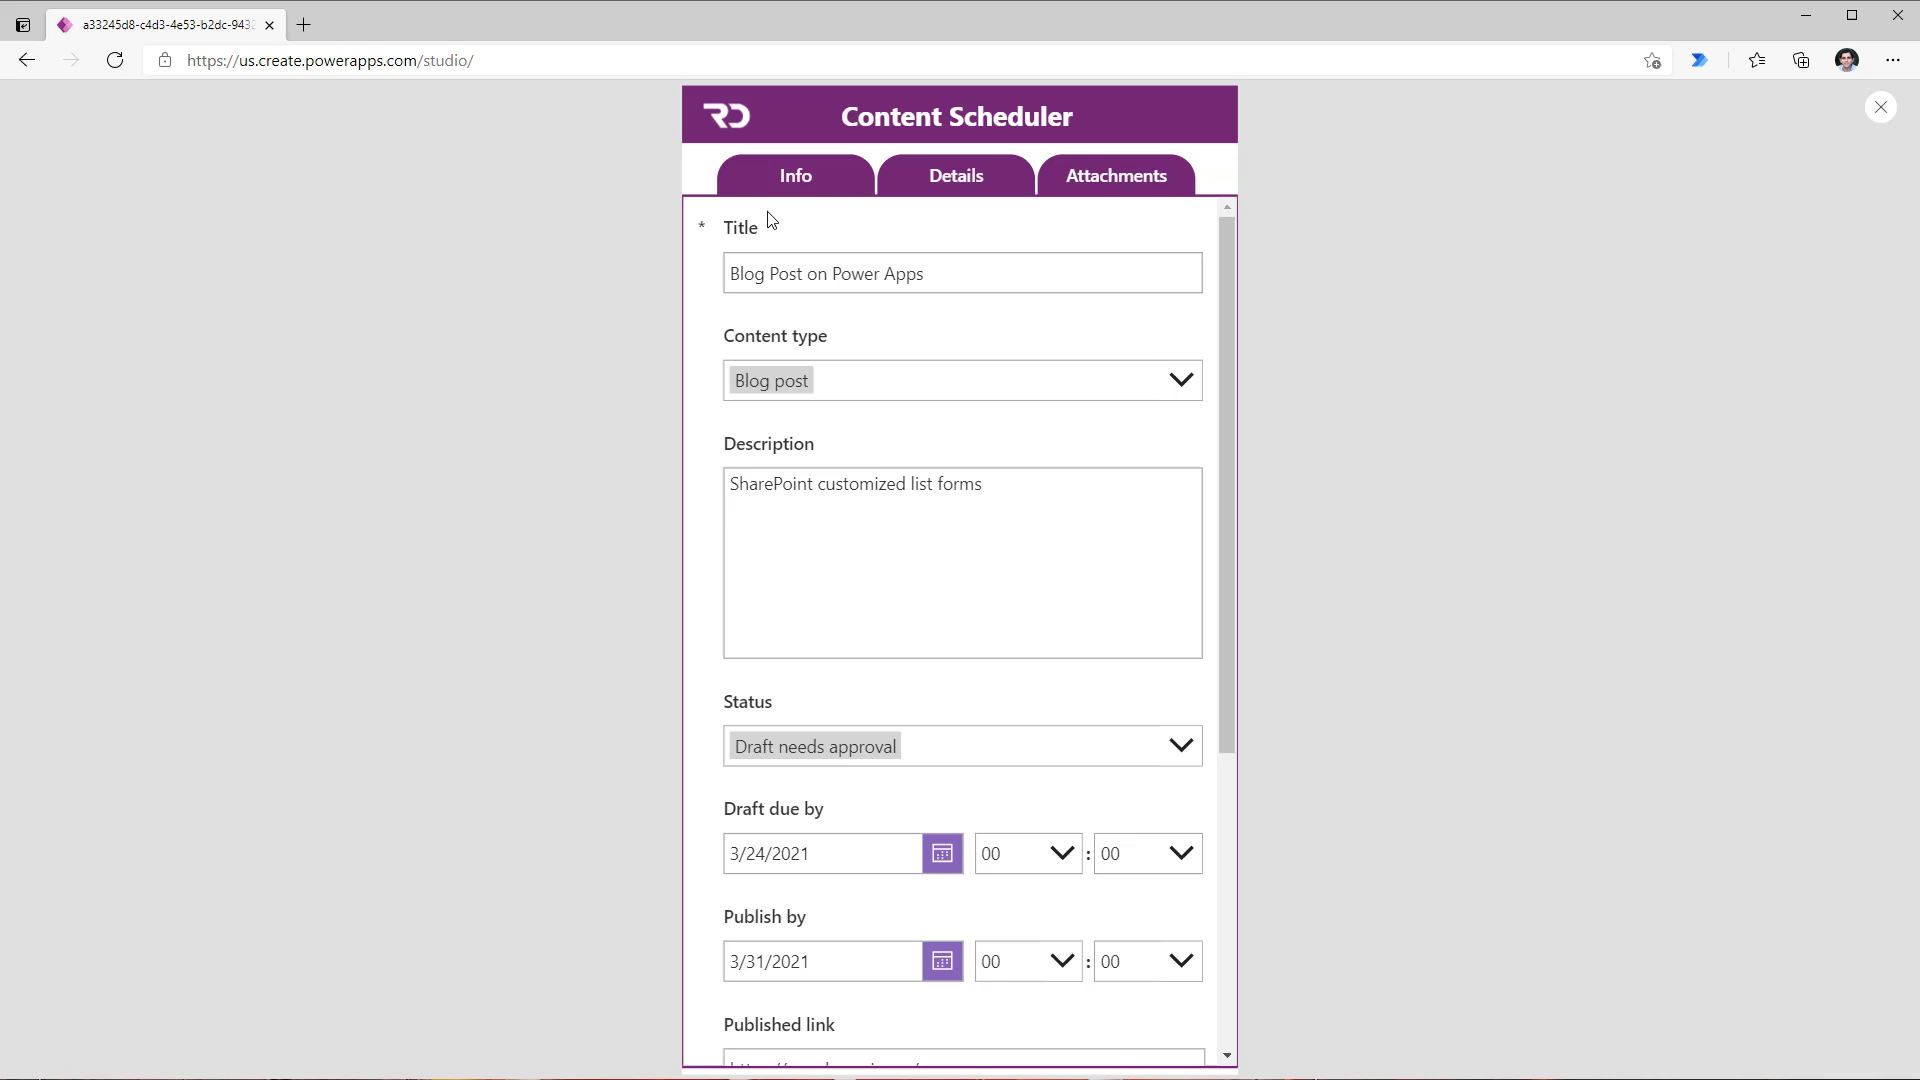 a33245d8-c4d3-4e53-b2dc-9432
https://us.create.powerapps.com/studio/
RD Content Scheduler
Info Details Attachments
* Title
Blog Post on Power Apps
Content type
Blog post
Description
SharePoint customized list forms
Status
Draft needs approval
Draft due by
3/24/2021 00 : 00
Publish by
3/31/2021 00 : 00
Published link